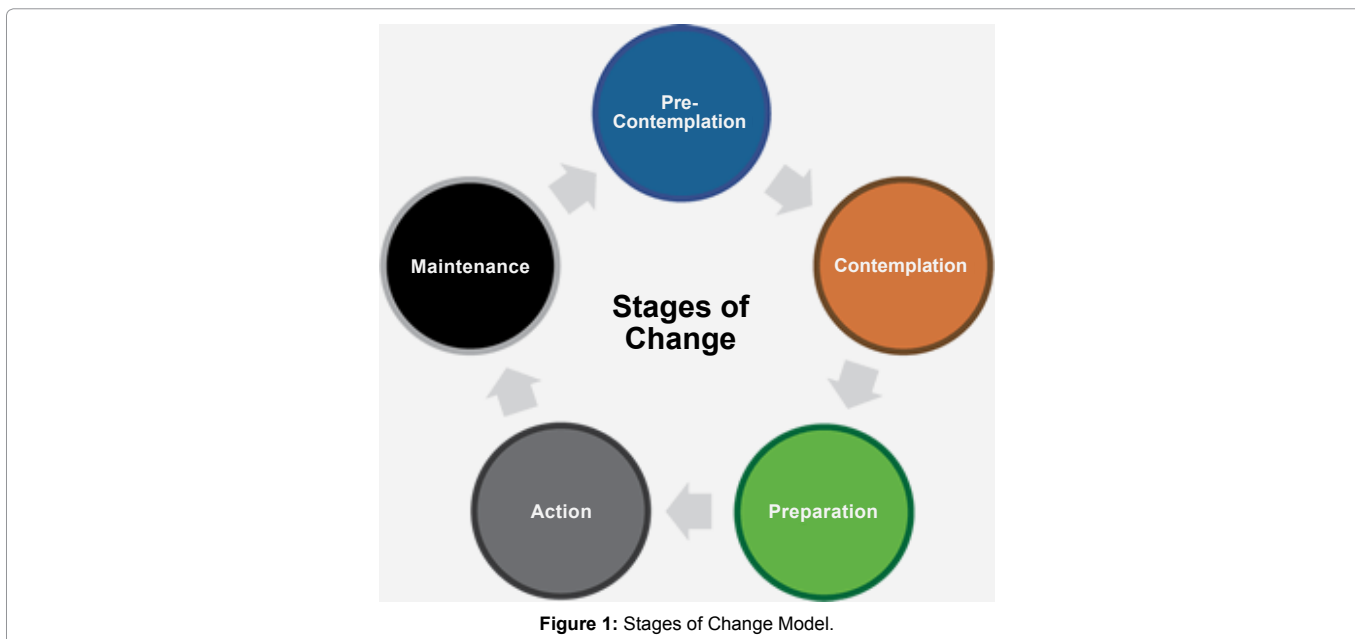 Pre-
Contemplation
Contemplation
Maintenance
Stages of
Change
Action
Preparation
Figure 1: Stages of Change Model.